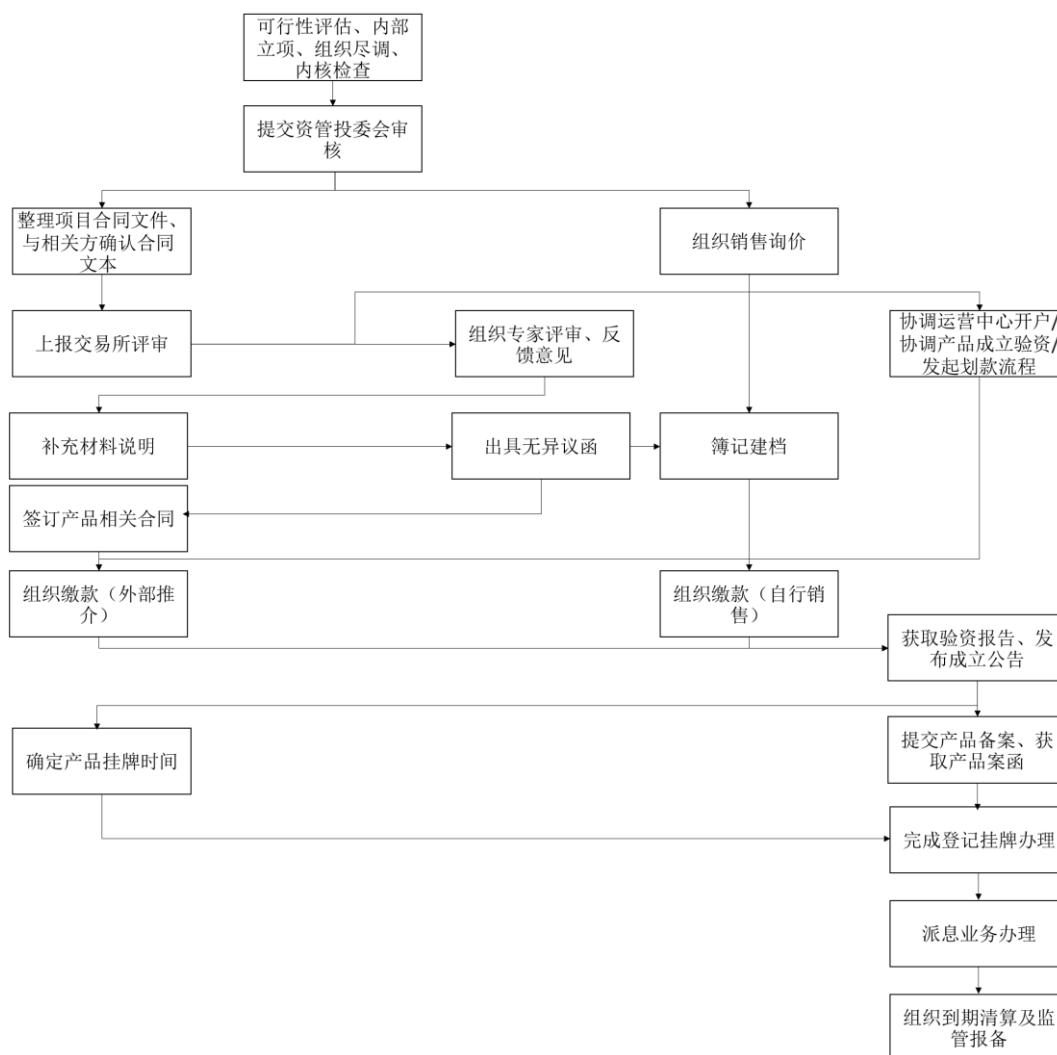 可行性评估、内部
立项、组织尽调、
内核检查
提交资管投委会审
核
整理项目合同文件、
与相关方确认合同
文本
组织销售询价
上报交易所评审
组织专家评审、反
馈意见
协调运营中心开户/
协调产品成立验资/
发起划款流程
补充材料说明
出具无异议函
簿记建档
签订产品相关合同
组织缴款（外部推
介）
组织缴款（自行销
售）
获取验资报告、发
布成立公告
确定产品挂牌时间
提交产品备案、获
取产品案函
完成登记挂牌办理
派息业务办理
组织到期清算及监
管报备